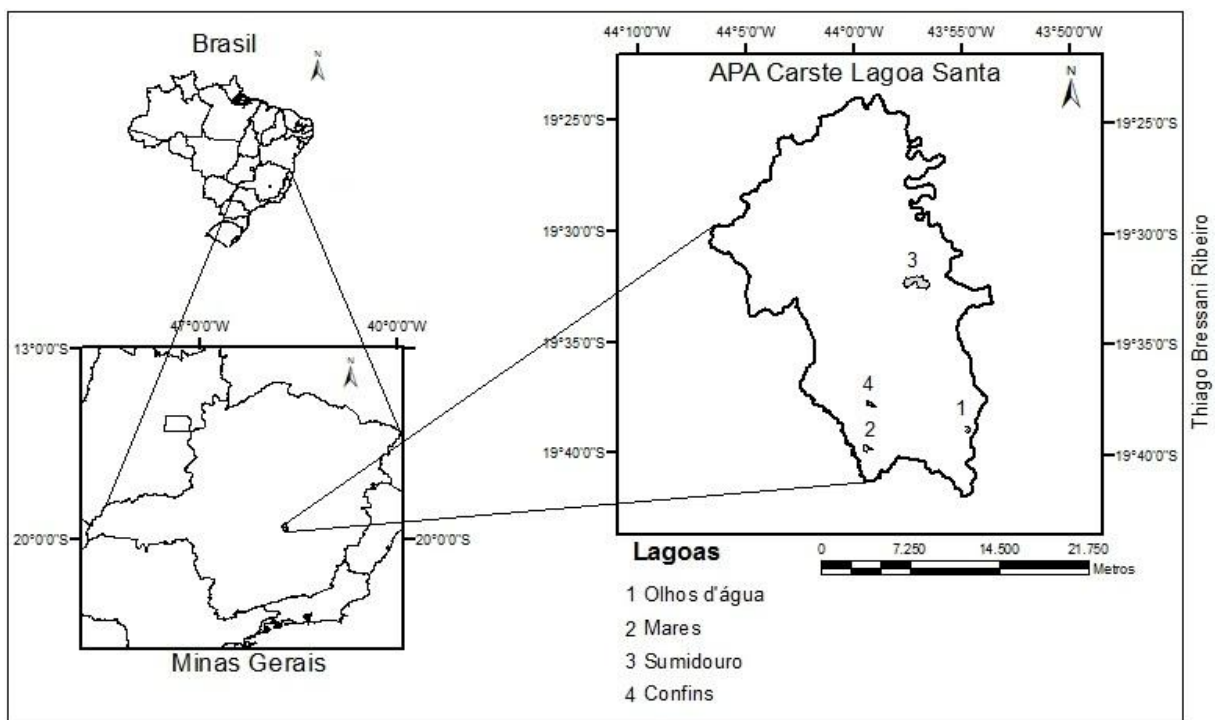 Brasil
N
47°0'0"W 40°0'0"W
13°0'0"S
N
20°0'0"S 20°0'0"S
Minas Gerais
44°10'0"W 44°5'0"W 44°0'0"W 43°55'0"W 43°50'0"W
APA Carste Lagoa Santa
N
19°25'0"S 19°25'0"S
19°30'0"S 19°30'0"S
3
19°35'0"S 19°35'0"S
4
1
2
19°40'0"S 19°40'0"S
Lagoas
1 Olhos d'água
2 Mares
3 Sumidouro
4 Confins
0 7.250 14.500 21.750
Metros
Thiago Bressani Ribeiro